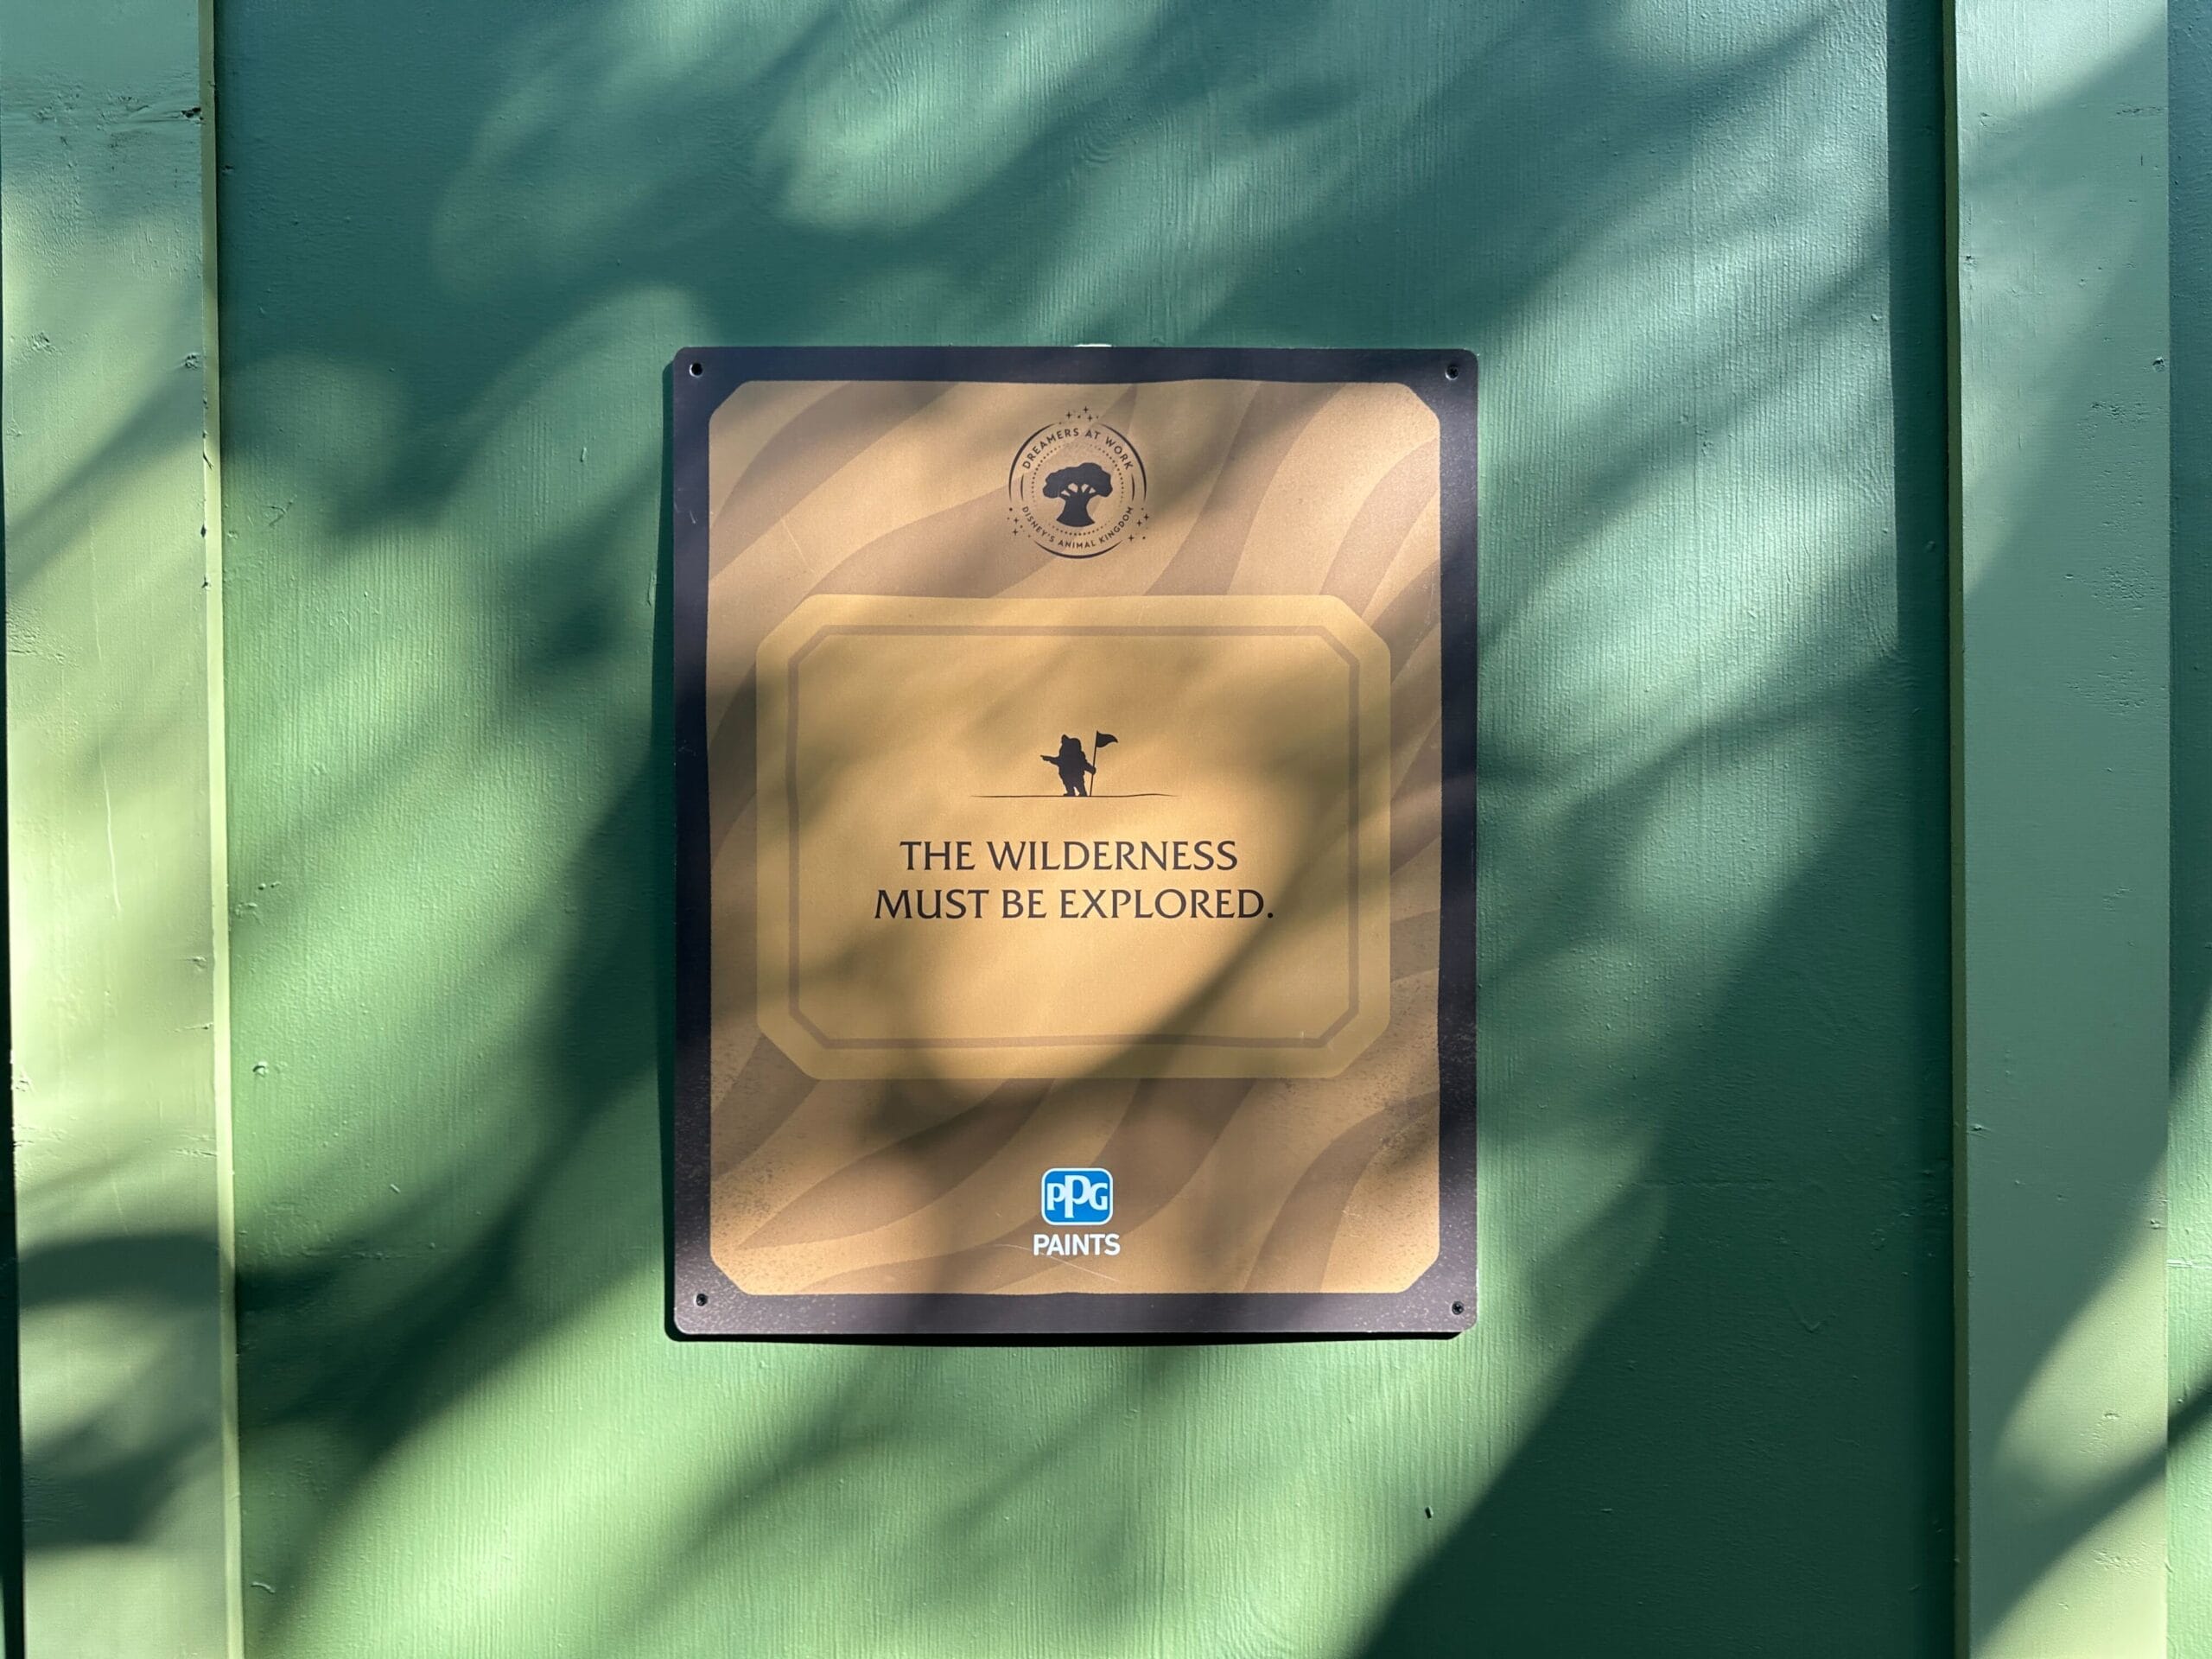 DREAMERS AT WORK
DISNEY'S ANIMAL KINGDOM
THE WILDERNESS
MUST BE EXPLORED.
PPG
PAINTS